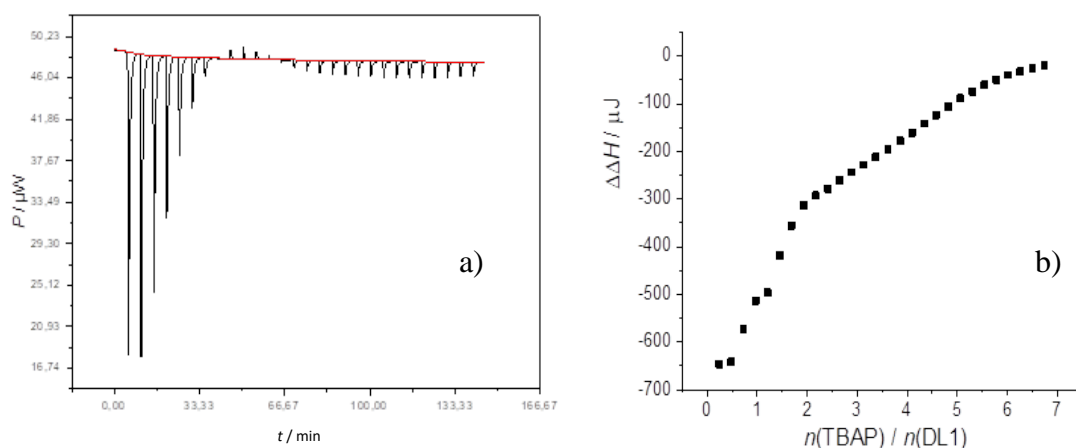 50,23
46,04
41,86
37,67
33,49
29,30
25,12
20,93
16,74
P / µW
a)
0,00 33,33 66,67 100,00 133,33 166,67
t / min
0
-100
-200
-300
-400
-500
-600
-700
ΔΔH / µJ
b)
0 1 2 3 4 5 6 7
n(TBAP) / n(DL1)